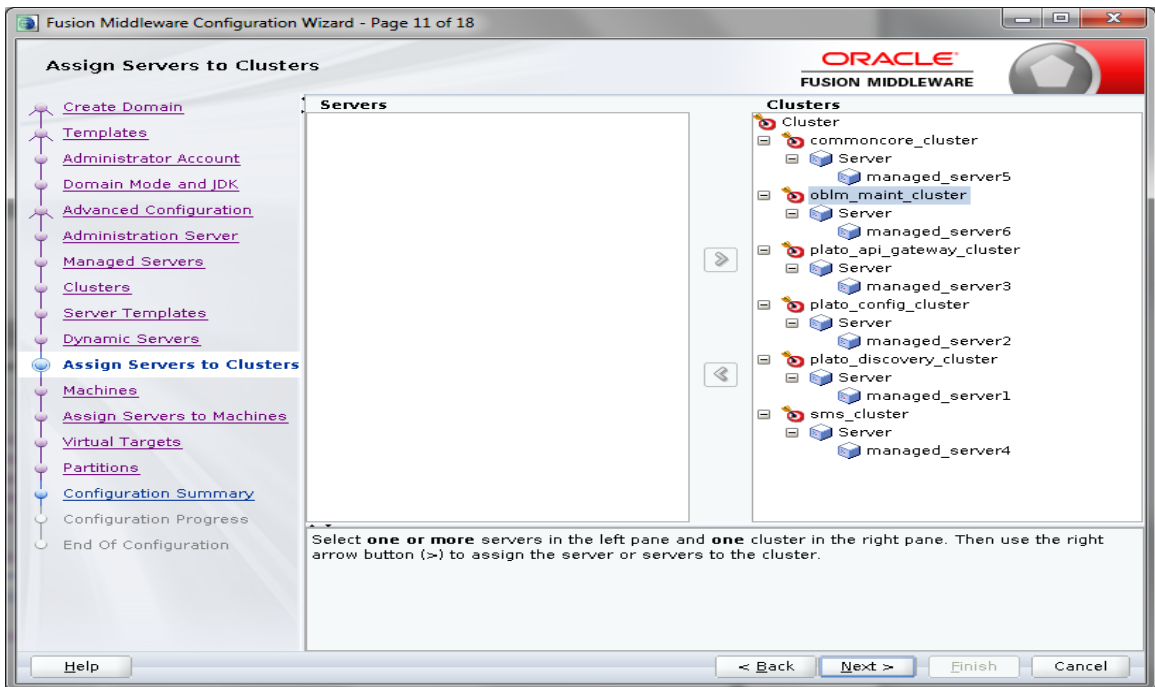 Fusion Middleware Configuration Wizard - Page 11 of 18
Assign Servers to Clusters
ORACLE
FUSION MIDDLEWARE
Create Domain
Templates
Administrator Account
Domain Mode and JDK
Advanced Configuration
Administration Server
Managed Servers
Clusters
Server Templates
Dynamic Servers
Assign Servers to Clusters
Machines
Assign Servers to Machines
Virtual Targets
Partitions
Configuration Summary
Configuration Progress
End Of Configuration
Servers
Clusters
Cluster
commoncore_cluster
Server
managed_server5
oblm_maint_cluster
Server
managed_server6
plato_api_gateway_cluster
Server
managed_server3
plato_config_cluster
Server
managed_server2
plato_discovery_cluster
Server
managed_server1
sms_cluster
Server
managed_server4
Select one or more servers in the left pane and one cluster in the right pane. Then use the right
arrow button (>) to assign the server or servers to the cluster.
Help
< Back
Next >
Finish
Cancel